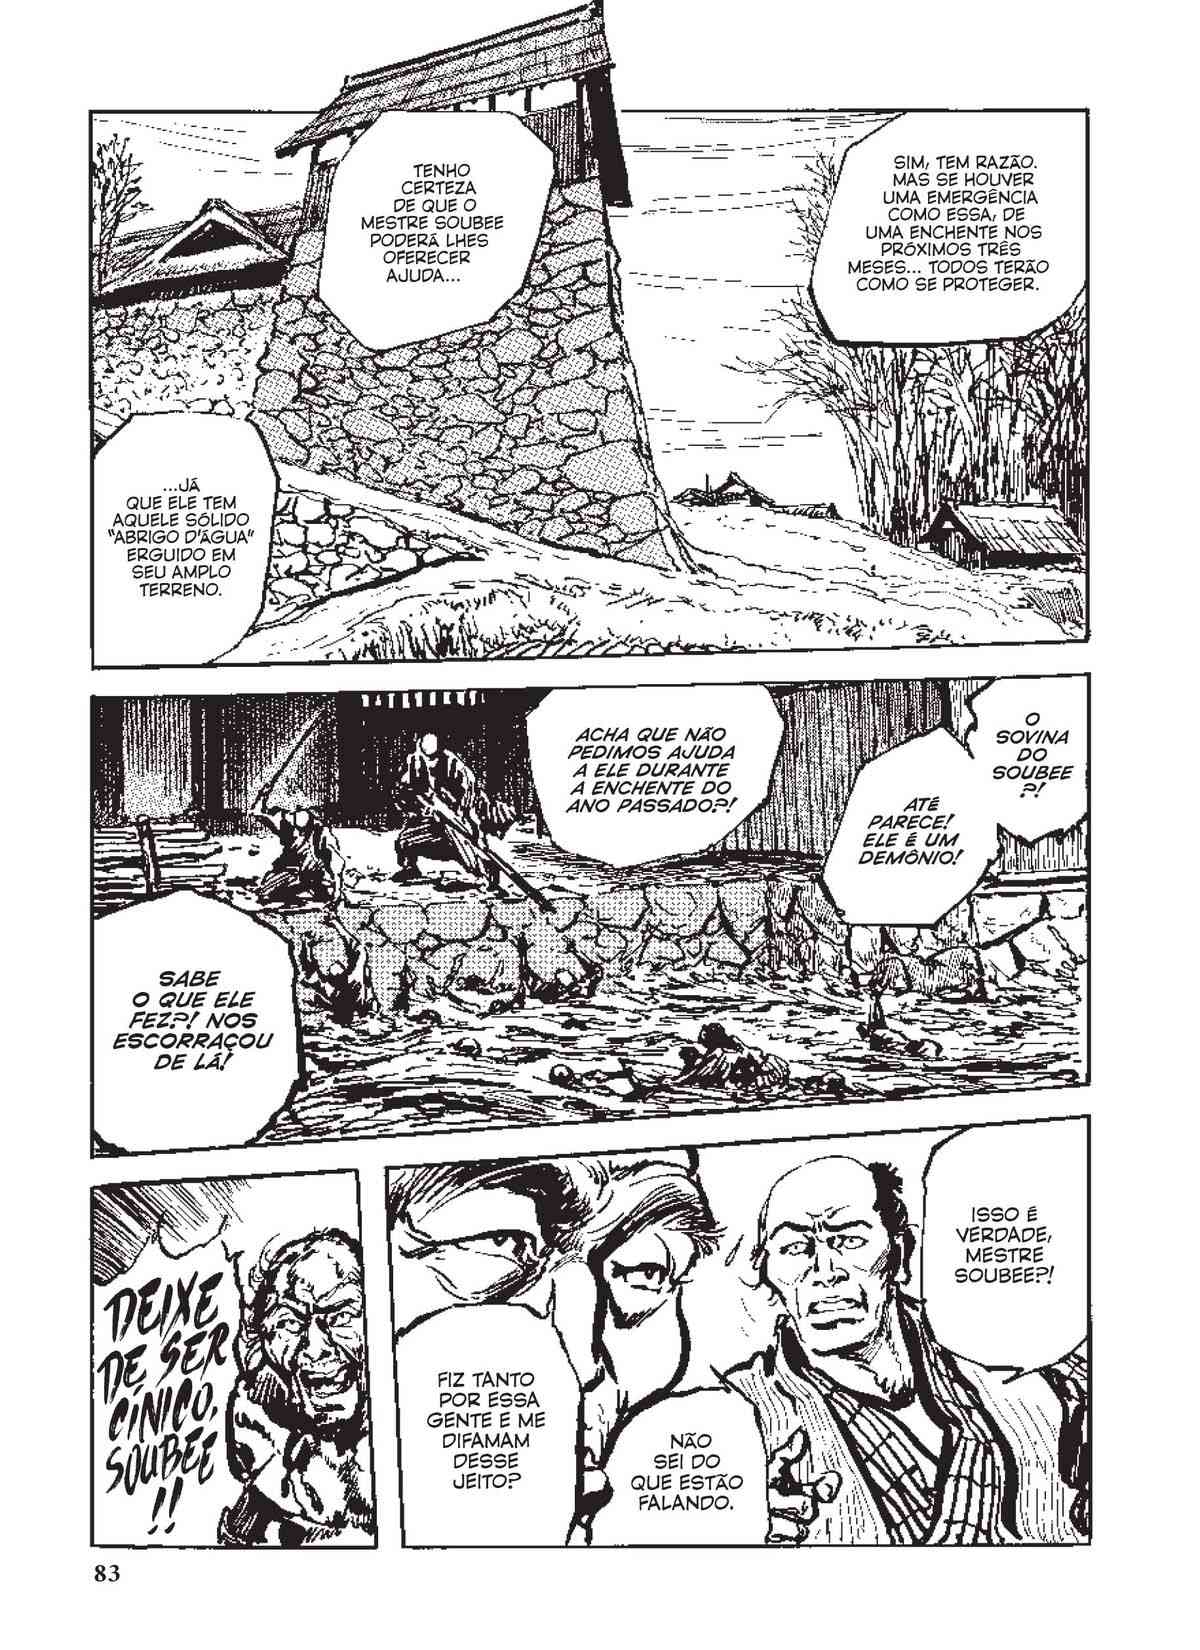 SIM, TEM RAZÃO.
MAS SE HOUVER
UMA EMERGÊNCIA
COMO ESSA, DE
UMA ENCHENTE NOS
PRÓXIMOS TRÊS
MESES... TODOS TERÃO
COMO SE PROTEGER.
TENHO
CERTEZA
DE QUE O
MESTRE SOUBEE
PODERÁ LHES
OFERECER
AJUDA...
...JÁ
QUE ELE TEM
AQUELE SÓLIDO
“ABRIGO D’ÁGUA”
ERGUIDO EM
SEU AMPLO
TERRENO.
O
SOVINA
DO
SOUBEE
?!
ATÉ
PARECE!
ELE É UM
DEMÔNIO!
ACHA QUE NÃO
PEDIMOS AJUDA
A ELE DURANTE
A ENCHENTE DO
ANO PASSADO?!
SABE
O QUE ELE
FEZ?! NOS
ESCORRAÇOU
DE LÁ!
ISSO É
VERDADE,
MESTRE
SOUBEE?!
NÃO
SEI DO
QUE ESTÃO
FALANDO.
FIZ TANTO
POR ESSA
GENTE E ME
DIFAMAM
DESSE
JEITO?
DEIXE
DE SER
CÍNICO,
SOUBEE
!!
83